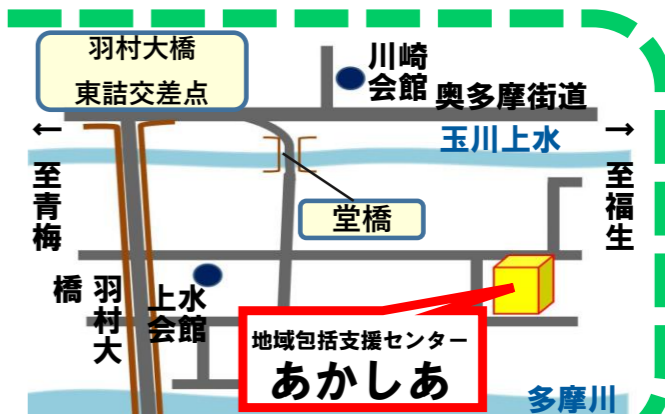 羽村大橋
東詰交差点
川崎
会館
奥多摩街道
←至青梅
玉川上水
→至福生
堂橋
羽村大
橋
上水
会館
地域包括支援センター
あかしあ
多摩川